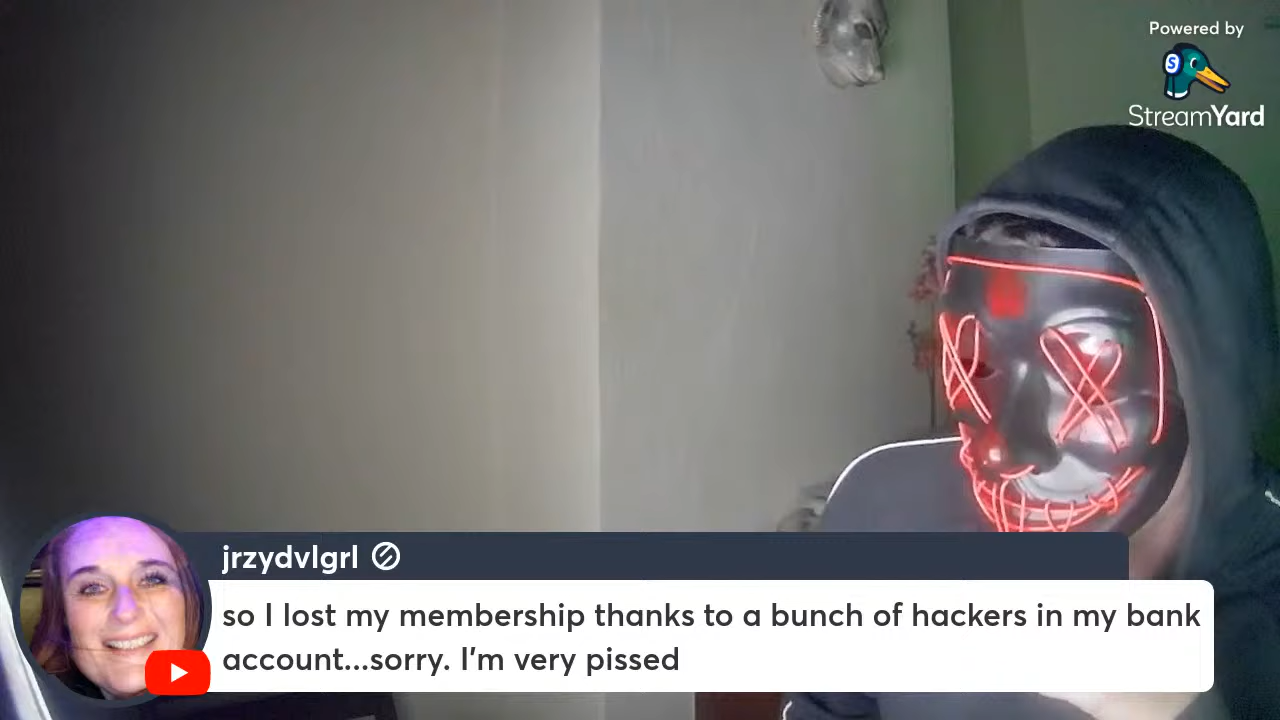 Powered by
StreamYard
jrzydvlgrl
so I lost my membership thanks to a bunch of hackers in my bank
account...sorry. I'm very pissed